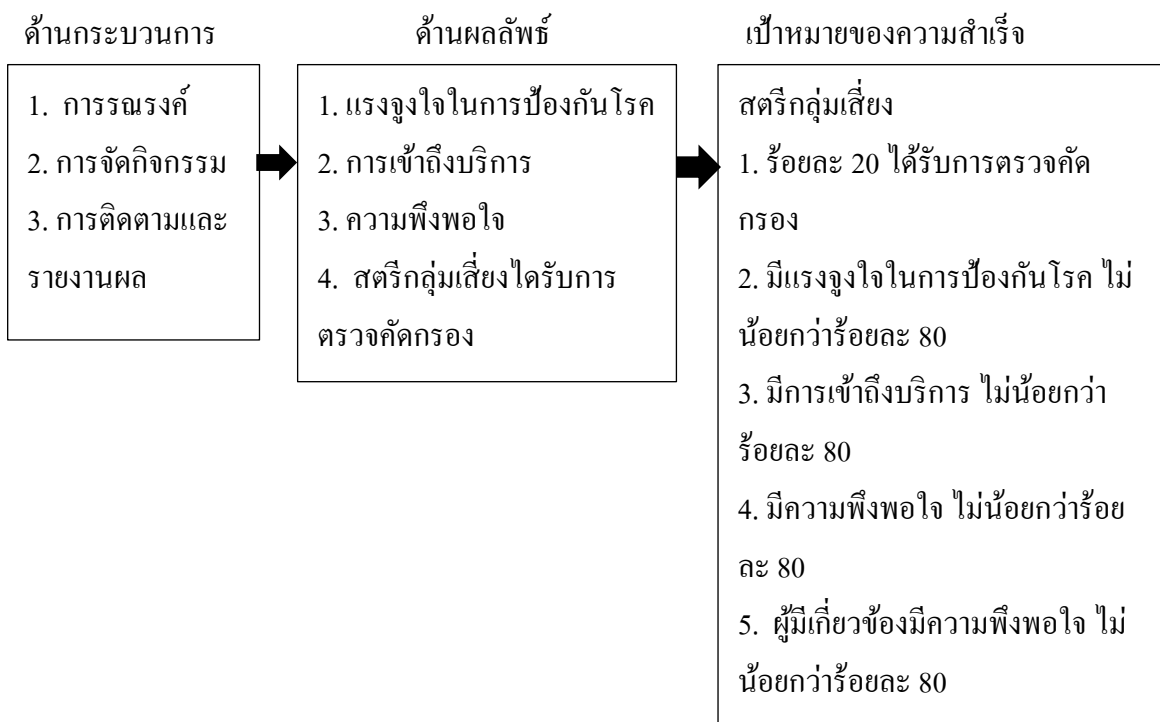 ด้านกระบวนการ
1. การรณรงค์
2. การจัดกิจกรรม
3. การติดตามและ
รายงานผล
ด้านผลลัพธ์
1. แรงจูงใจในการป้องกันโรค
2. การเข้าถึงบริการ
3. ความพึงพอใจ
4. สตรีกลุ่มเสี่ยงไดรับการ
ตรวจคัดกรอง
เป้าหมายของความสำเร็จ
สตรีกลุ่มเสี่ยง
1. ร้อยละ 20 ได้รับการตรวจคัด
กรอง
2. มีแรงจูงใจในการป้องกันโรค ไม่
น้อยกว่าร้อยละ 80
3. มีการเข้าถึงบริการ ไม่น้อยกว่า
ร้อยละ 80
4. มีความพึงพอใจ ไม่น้อยกว่าร้อย
ละ 80
5. ผู้มีเกี่ยวข้องมีความพึงพอใจ ไม่
น้อยกว่าร้อยละ 80